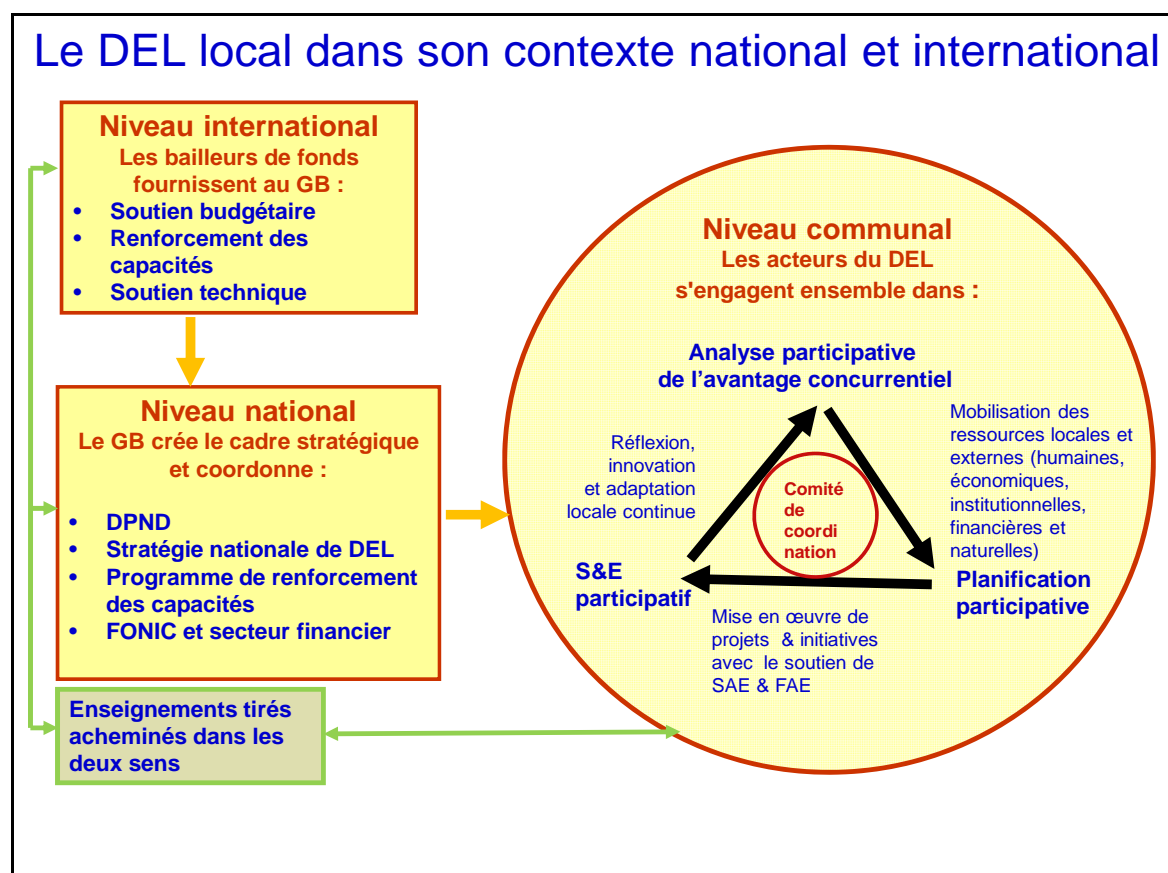 Le DEL local dans son contexte national et international
Niveau international
Les bailleurs de fonds
fournissent au GB :
• Soutien budgétaire
• Renforcement des
capacités
• Soutien technique
Niveau national
Le GB crée le cadre stratégique
et coordonne :
• DPND
• Stratégie nationale de DEL
• Programme de renforcement
des capacités
• FONIC et secteur financier
Enseignements tirés
acheminés dans les
deux sens
Niveau communal
Les acteurs du DEL
s'engagent ensemble dans :
Analyse participative
de l'avantage concurrentiel
Mobilisation des
ressources locales et
externes (humaines,
économiques,
institutionnelles,
financières et
naturelles)
Planification
participative
Mise en œuvre de
projets & initiatives
avec le soutien de
SAE & FAE
S&E
participatif
Réflexion,
innovation
et adaptation
locale continue
Comité
de
coordi
nation